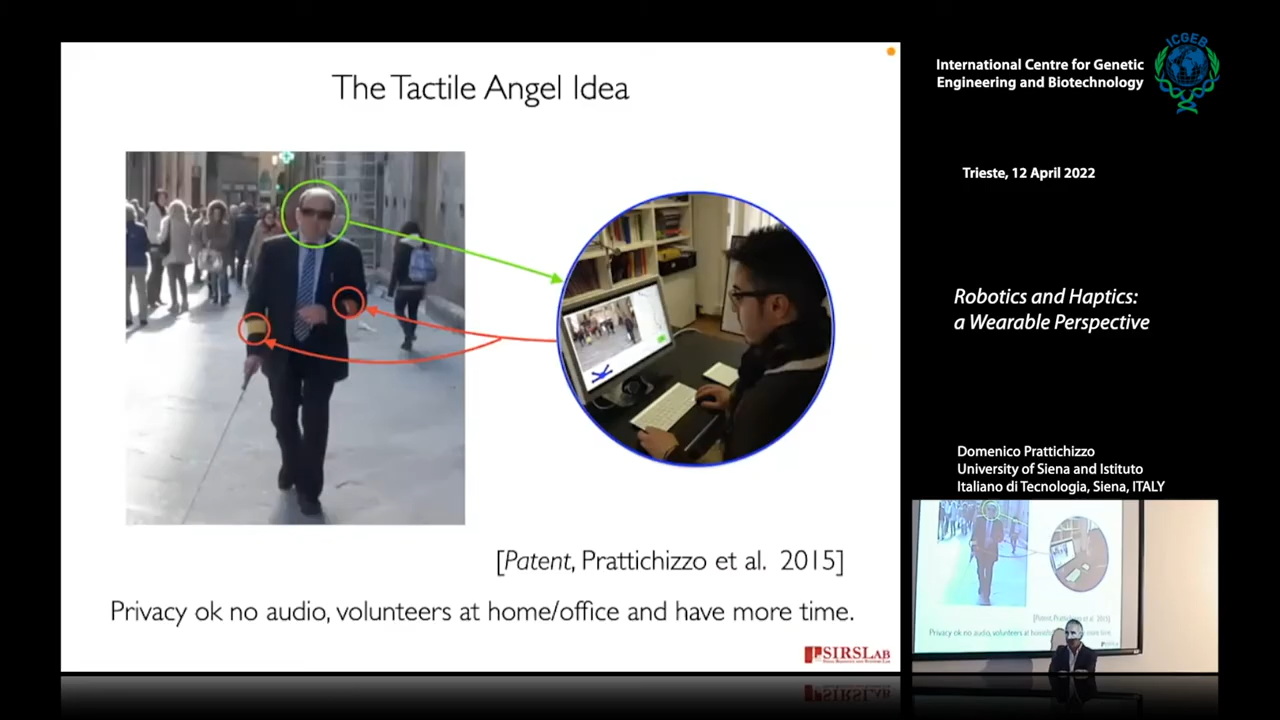 The Tactile Angel Idea
[Patent, Prattichizzo et al. 2015]
Privacy ok no audio, volunteers at home/office and have more time.
SIRSLAB
ICGEB
International Centre for Genetic
Engineering and Biotechnology
Trieste, 12 April 2022
Robotics and Haptics:
a Wearable Perspective
Domenico Prattichizzo
University of Siena and Istituto
Italiano di Tecnologia, Siena, ITALY